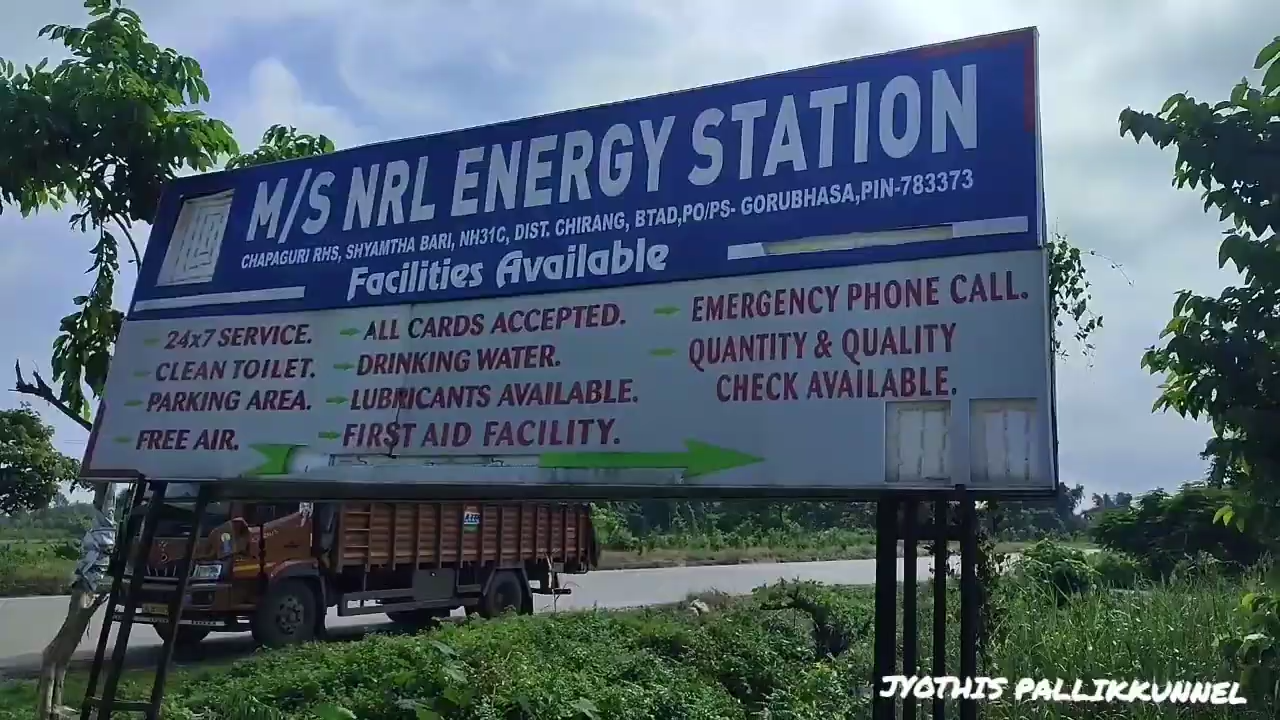 M/S NRL ENERGY STATION
CHAPAGURI RHS, SHYAMTHA BARI, NH31C, DIST. CHIRANG, BTAD,PO/PS- GORUBHASA,PIN-783373
Facilities Available
24x7 SERVICE.
CLEAN TOILET.
PARKING AREA.
FREE AIR.
ALL CARDS ACCEPTED.
DRINKING WATER.
LUBRICANTS AVAILABLE.
FIRST AID FACILITY.
EMERGENCY PHONE CALL.
QUANTITY & QUALITY
CHECK AVAILABLE.
JYOTHIS PALLIKKUNNEL